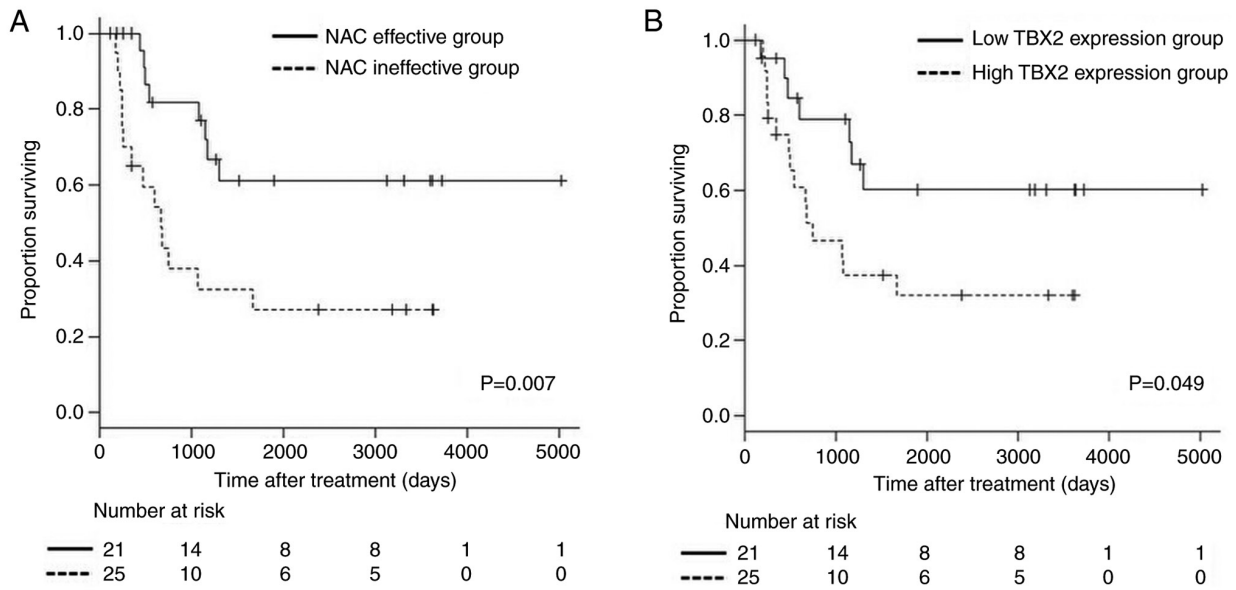 A
NAC effective group
NAC ineffective group
1.0
0.8
0.6
0.4
0.2
0.0
Proportion surviving
P=0.007
0 1000 2000 3000 4000 5000
Time after treatment (days)
Number at risk
21 14 8 8 1 1
25 10 6 5 0 0
B
Low TBX2 expression group
High TBX2 expression group
1.0
0.8
0.6
0.4
0.2
0.0
Proportion surviving
P=0.049
0 1000 2000 3000 4000 5000
Time after treatment (days)
Number at risk
21 14 8 8 1 1
25 10 6 5 0 0